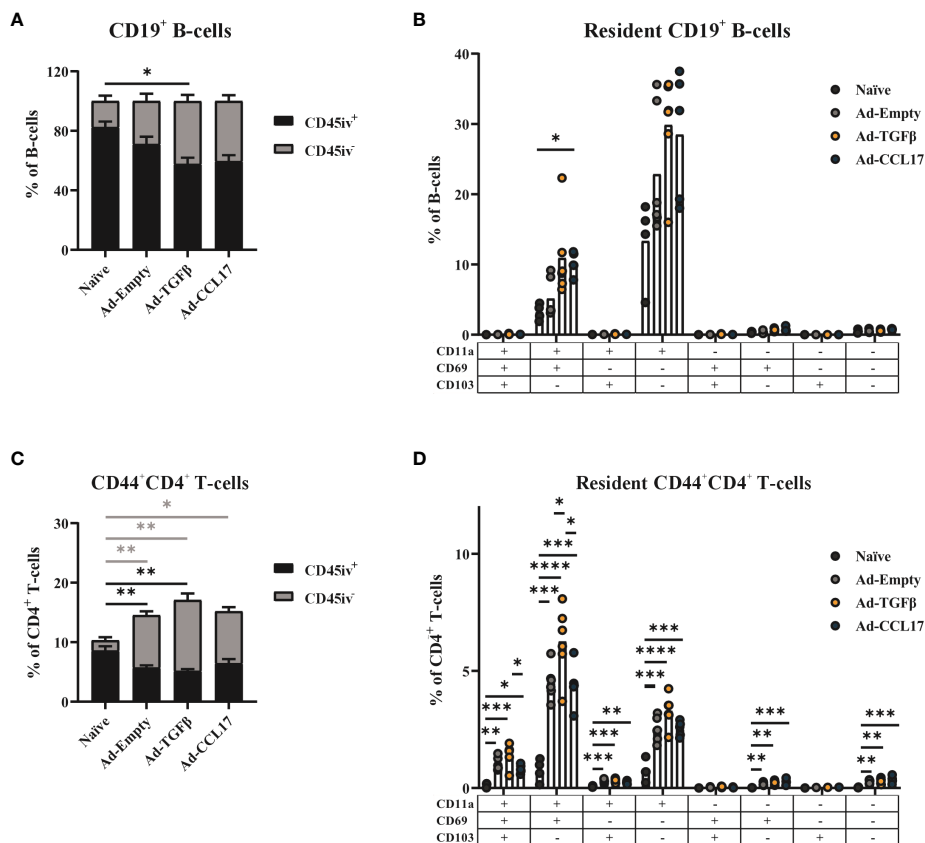 A
CD19+ B-cells
% of B-cells
120
80
40
0
*
CD45iv+
CD45iv-
Naïve
Ad-Empty
Ad-TGFβ
Ad-CCL17
B
Resident CD19+ B-cells
% of B-cells
40
30
20
10
0
*
Naïve
Ad-Empty
Ad-TGFβ
Ad-CCL17
CD11a + + + + - - - -
CD69 + + - - + + - -
CD103 + - + - + - + -
C
CD44+CD4+ T-cells
% of CD4+ T-cells
30
20
10
0
*
**
**
**
**
CD45iv+
CD45iv-
Naïve
Ad-Empty
Ad-TGFβ
Ad-CCL17
D
Resident CD44+CD4+ T-cells
% of CD4+ T-cells
10
5
0
*
*
***
**
*
*
***
****
***
**
***
***
***
****
***
***
**
**
***
**
**
Naïve
Ad-Empty
Ad-TGFβ
Ad-CCL17
CD11a + + + + - - - -
CD69 + + - - + + - -
CD103 + - + - + - + -